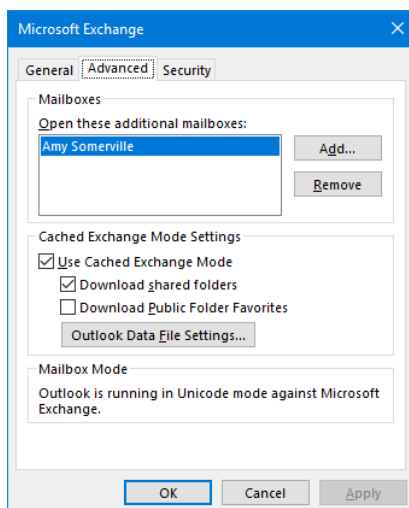 Microsoft Exchange
General Advanced Security
Mailboxes
Open these additional mailboxes:
Amy Somerville
Add...
Remove
Cached Exchange Mode Settings
Use Cached Exchange Mode
Download shared folders
Download Public Folder Favorites
Outlook Data File Settings...
Mailbox Mode
Outlook is running in Unicode mode against Microsoft
Exchange.
OK Cancel Apply